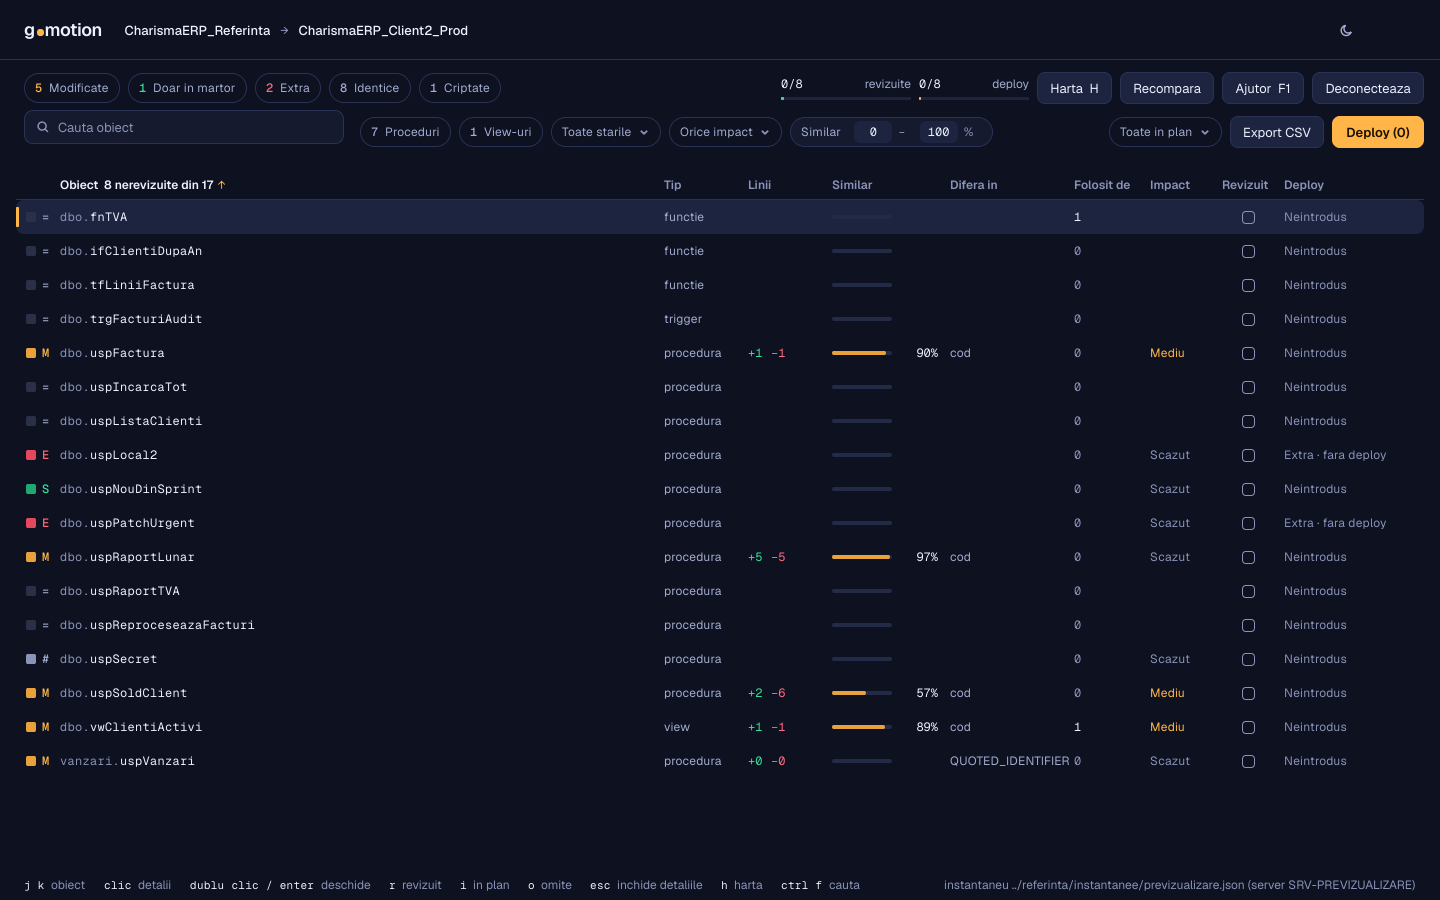 g●motion CharismaERP_Referinta → CharismaERP_Client2_Prod
5 Modificate 1 Doar in martor 2 Extra 8 Identice 1 Criptate 0/8 revizuite 0/8 deploy Harta H Recompara Ajutor F1 Deconecteaza
Cauta obiect 7 Proceduri 1 View-uri Toate starile Orice impact Similar 0 – 100 % Toate in plan Export CSV Deploy (0)
Obiect 8 nerevizuite din 17 ↑ Tip Linii Similar Difera in Folosit de Impact Revizuit Deploy
= dbo.fnTVA functie 1 Neintrodus
= dbo.ifClientiDupaAn functie 0 Neintrodus
= dbo.tfLiniiFactura functie 0 Neintrodus
= dbo.trgFacturiAudit trigger 0 Neintrodus
M dbo.uspFactura procedura +1 −1 90% cod 0 Mediu Neintrodus
= dbo.uspIncarcaTot procedura 0 Neintrodus
= dbo.uspListaClienti procedura 0 Neintrodus
E dbo.uspLocal2 procedura 0 Scazut Extra · fara deploy
S dbo.uspNouDinSprint procedura 0 Scazut Neintrodus
E dbo.uspPatchUrgent procedura 0 Scazut Extra · fara deploy
M dbo.uspRaportLunar procedura +5 −5 97% cod 0 Scazut Neintrodus
= dbo.uspRaportTVA procedura 0 Neintrodus
= dbo.uspReproceseazaFacturi procedura 0 Neintrodus
# dbo.uspSecret procedura 0 Scazut Neintrodus
M dbo.uspSoldClient procedura +2 −6 57% cod 0 Mediu Neintrodus
M dbo.vwClientiActivi view +1 −1 89% cod 1 Mediu Neintrodus
M vanzari.uspVanzari procedura +0 −0 QUOTED_IDENTIFIER 0 Scazut Neintrodus
j k obiect clic detalii dublu clic / enter deschide r revizuit i in plan o omite esc inchide detaliile h harta ctrl f cauta instantaneu ../referinta/instantanee/previzualizare.json (server SRV-PREVIZUALIZARE)